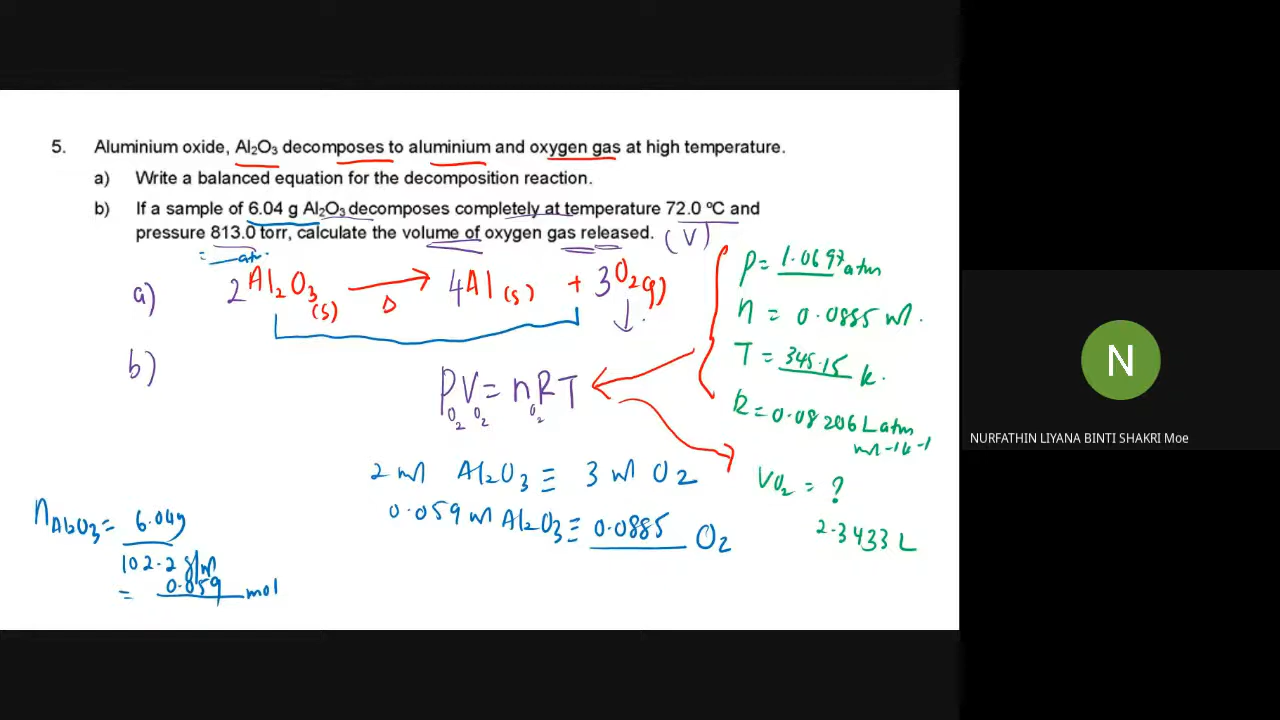 5. Aluminium oxide, Al₂O₃ decomposes to aluminium and oxygen gas at high temperature.
a) Write a balanced equation for the decomposition reaction.
b) If a sample of 6.04 g Al₂O₃ decomposes completely at temperature 72.0 ºC and
pressure 813.0 torr, calculate the volume of oxygen gas released. (V)
= atm
a) 2Al₂O₃(s) → 4Al(s) + 3O₂(g)
Δ
b)
PO₂VO₂ = nO₂RT
P = 1.0697 atm
n = 0.0885 mol.
T = 345.15 K.
R = 0.08206 L atm
mol-1 K-1
VO₂ = ?
2.3433 L
2 mol Al₂O₃ ≡ 3 mol O₂
0.059 mol Al₂O₃ ≡ 0.0885 O₂
nAl₂O₃ = 6.04g
102.2 g/mol
= 0.059 mol
N
NURFATHIN LIYANA BINTI SHAKRI Moe